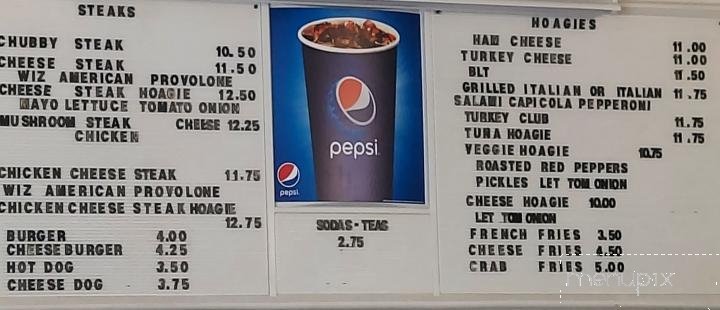 STEAKS
CHUBBY STEAK 10.50
CHEESE STEAK 11.50
WIZ AMERICAN PROVOLONE
CHEESE STEAK HOAGIE 12.50
MAYO LETTUCE TOMATO ONION
MUSHROOM STEAK CHEESE 12.25
CHICKEN
CHICKEN CHEESE STEAK 11.75
WIZ AMERICAN PROVOLONE
CHICKEN CHEESE STEAK HOAGIE
12.75
BURGER 4.00
CHEESE BURGER 4.25
HOT DOG 3.50
CHEESE DOG 3.75
pepsi
pepsi
SODAS - TEAS
2.75
HOAGIES
HAM CHEESE 11.00
TURKEY CHEESE 11.00
BLT 11.50
GRILLED ITALIAN OR ITALIAN 11.75
SALAMI CAPICOLA PEPPERONI
TURKEY CLUB 11.75
TUNA HOAGIE 11.75
VEGGIE HOAGIE 10.75
ROASTED RED PEPPERS
PICKLES LET TOM ONION
CHEESE HOAGIE 10.00
LET TOM ONION
FRENCH FRIES 3.50
CHEESE FRIES 4.50
CRAB FRIES 5.00
menupix